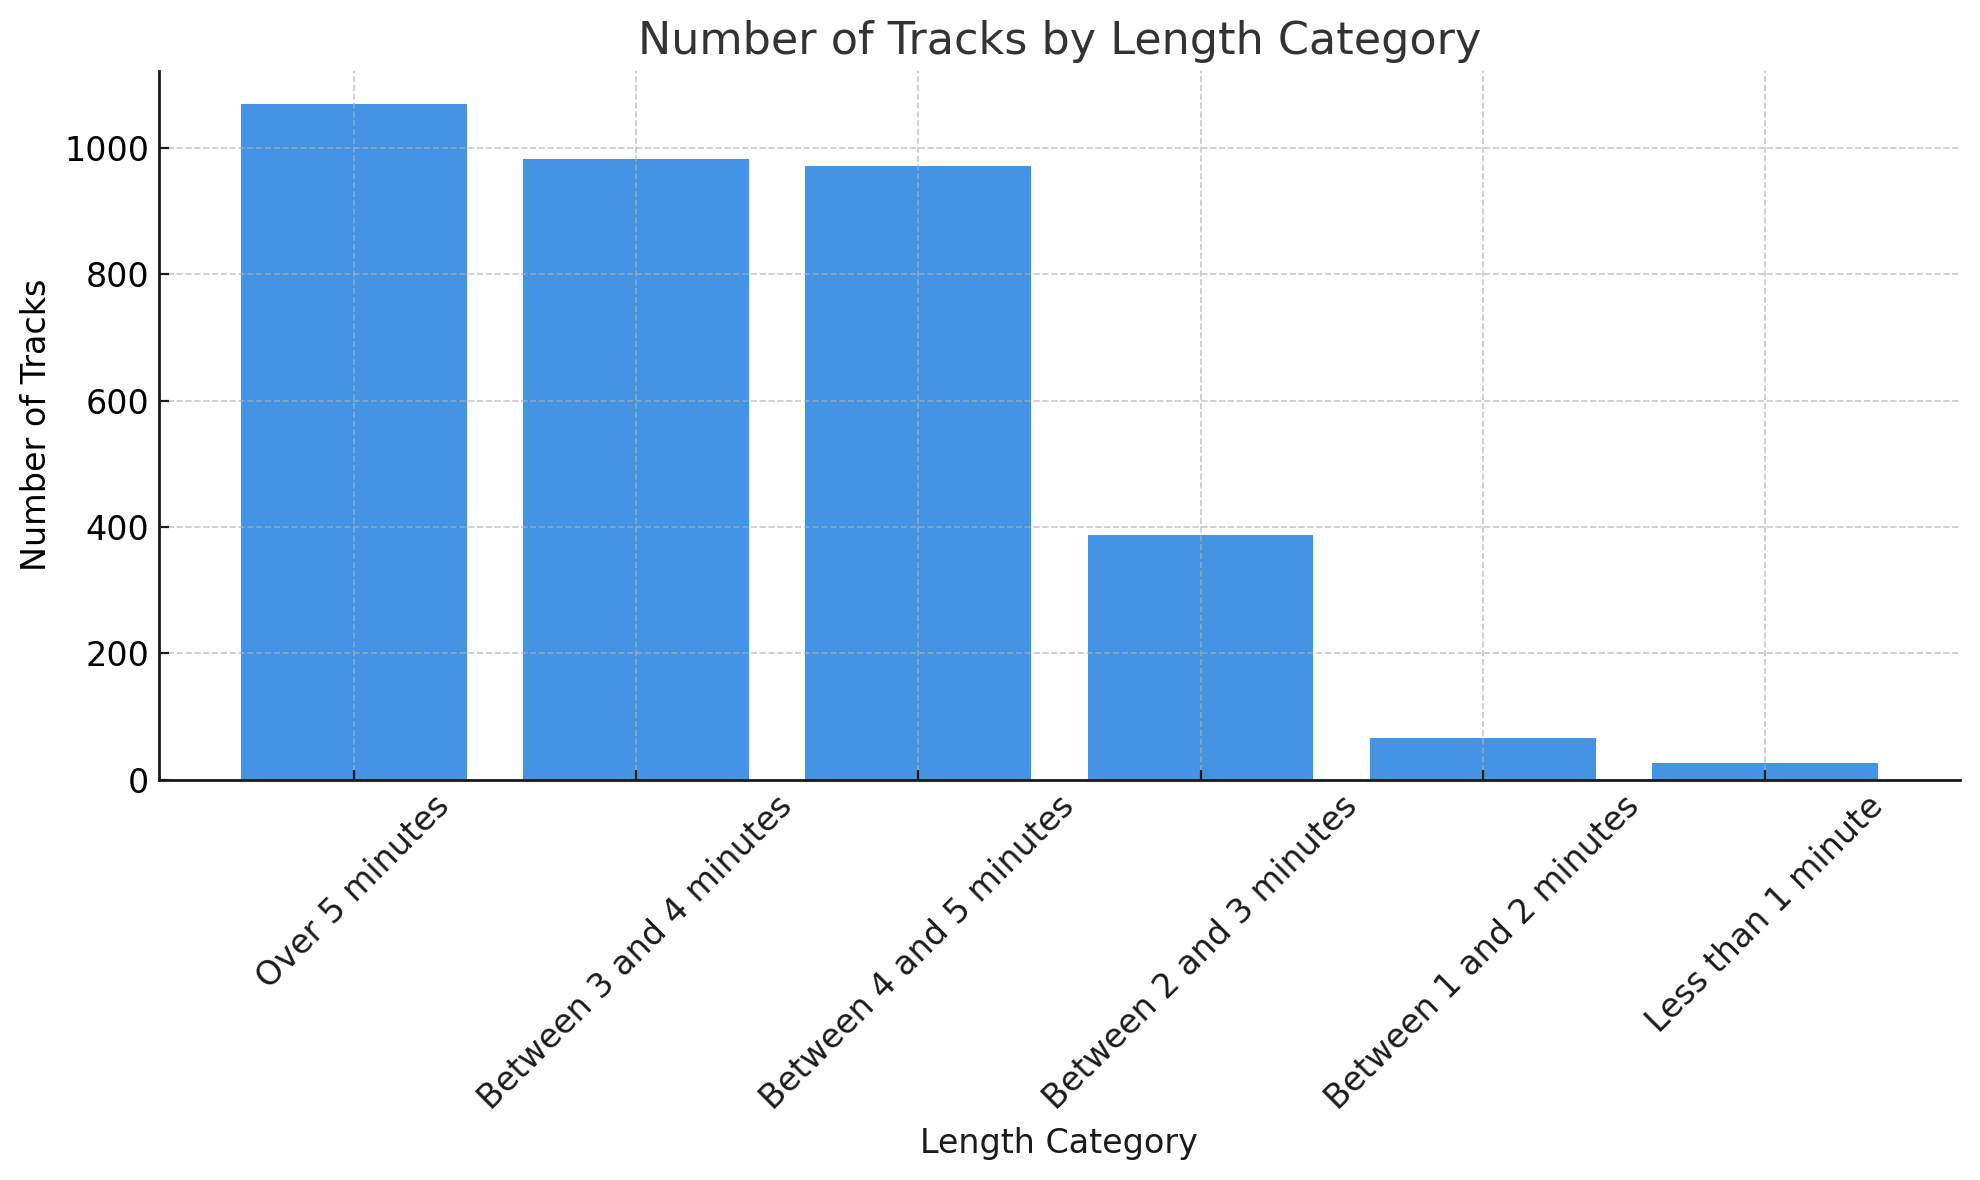 Number of Tracks by Length Category
Number of Tracks
1000
800
600
400
200
0
Over 5 minutes
Between 3 and 4 minutes
Between 4 and 5 minutes
Between 2 and 3 minutes
Between 1 and 2 minutes
Less than 1 minute
Length Category